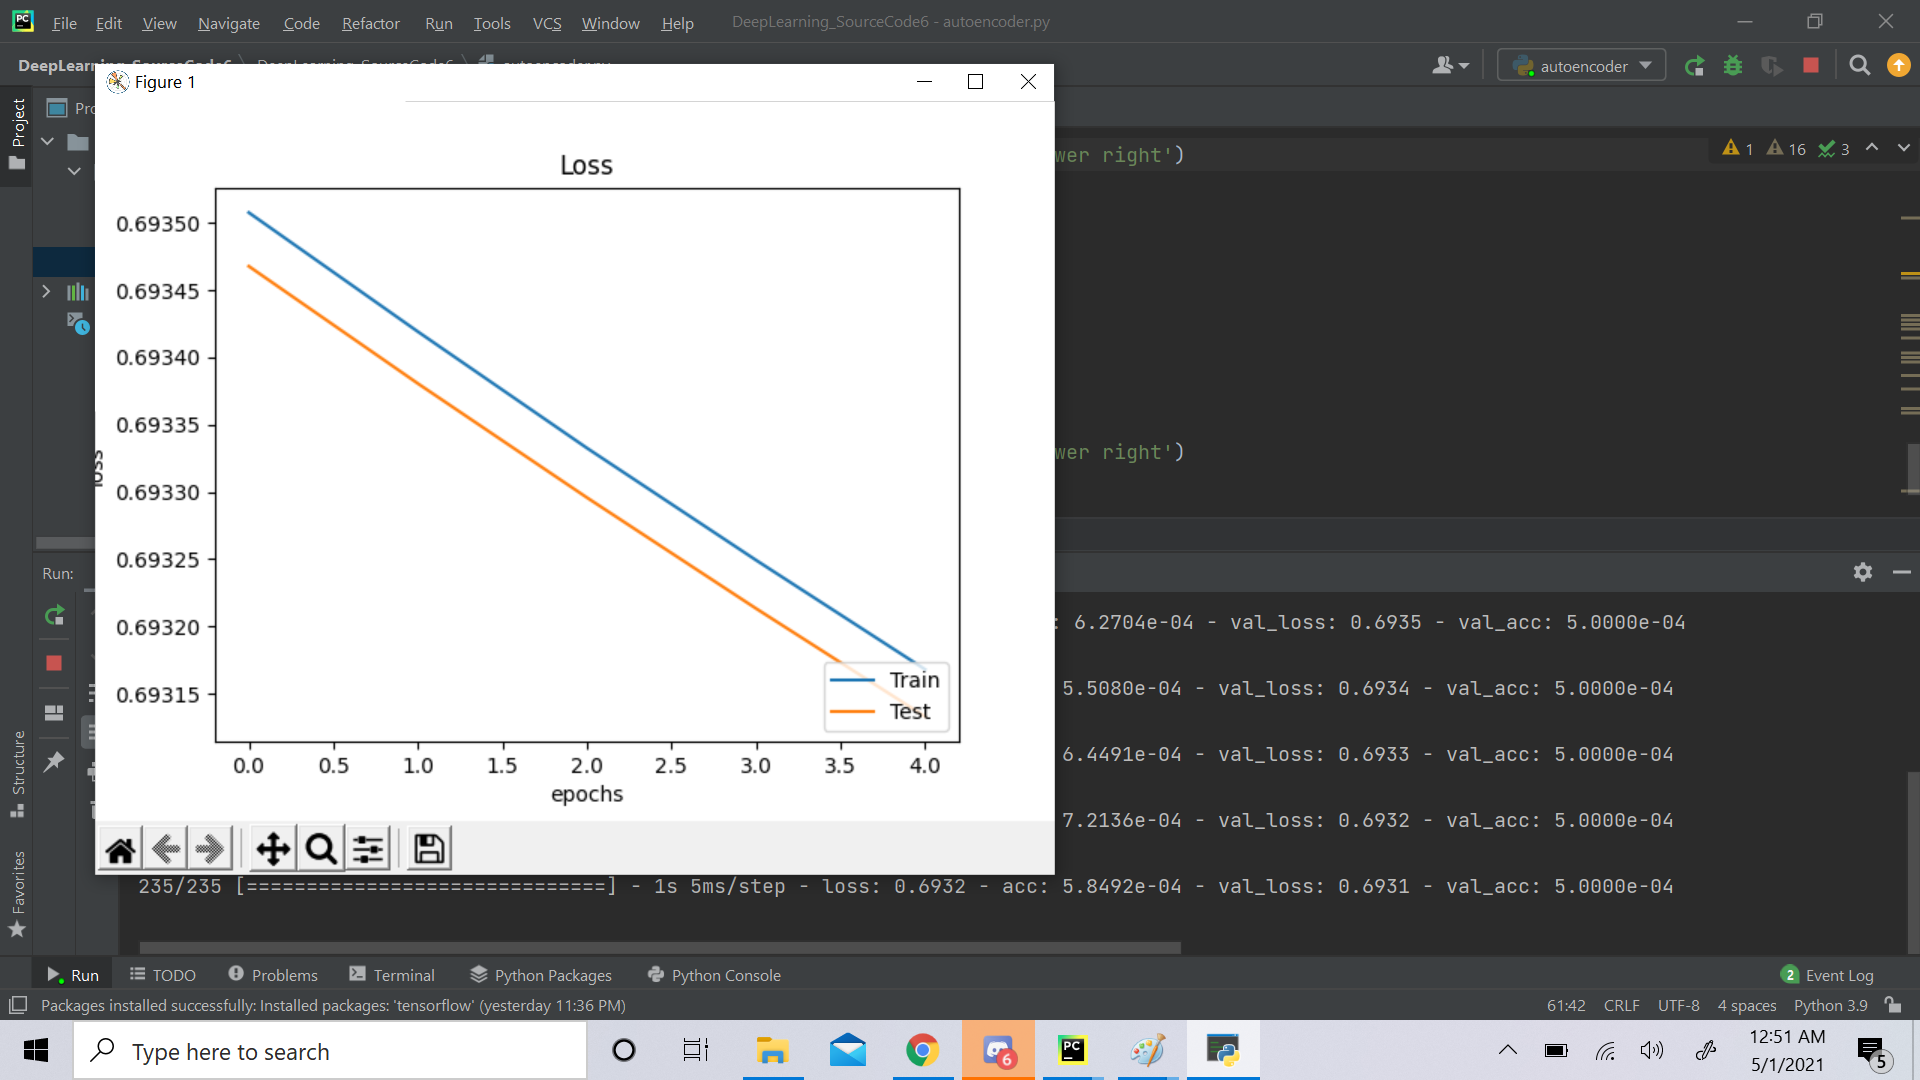 File Edit View Navigate Code Refactor Run Tools VCS Window Help DeepLearning_SourceCode6 - autoencoder.py
autoencoder
Figure 1
Project
wer right')
1 16 3
Loss
0.69350
0.69345
0.69340
0.69335
0.69330
0.69325
0.69320
0.69315
loss
0.0 0.5 1.0 1.5 2.0 2.5 3.0 3.5 4.0
epochs
Train
Test
wer right')
Run:
: 6.2704e-04 - val_loss: 0.6935 - val_acc: 5.0000e-04
5.5080e-04 - val_loss: 0.6934 - val_acc: 5.0000e-04
6.4491e-04 - val_loss: 0.6933 - val_acc: 5.0000e-04
7.2136e-04 - val_loss: 0.6932 - val_acc: 5.0000e-04
235/235 [==============================] - 1s 5ms/step - loss: 0.6932 - acc: 5.8492e-04 - val_loss: 0.6931 - val_acc: 5.0000e-04
Structure
Favorites
Run TODO Problems Terminal Python Packages Python Console 2 Event Log
Packages installed successfully: Installed packages: 'tensorflow' (yesterday 11:36 PM) 61:42 CRLF UTF-8 4 spaces Python 3.9
Type here to search
PC
6
12:51 AM
5/1/2021
5